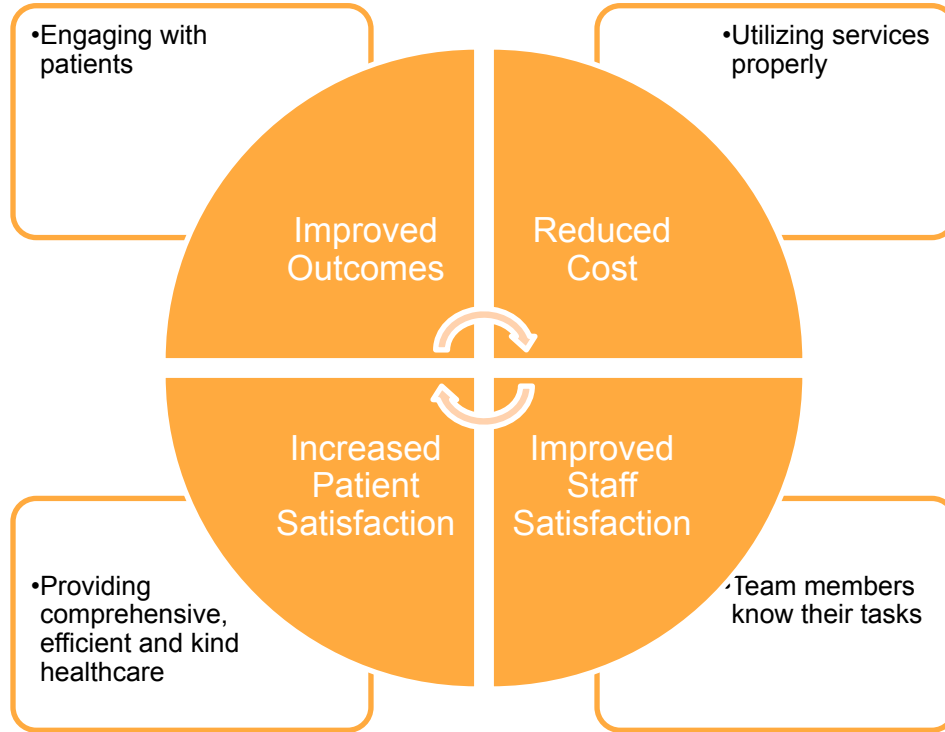 •Engaging with
patients
•Utilizing services
properly
Improved
Outcomes
Reduced
Cost
Increased
Patient
Satisfaction
Improved
Staff
Satisfaction
•Providing
comprehensive,
efficient and kind
healthcare
•Team members
know their tasks